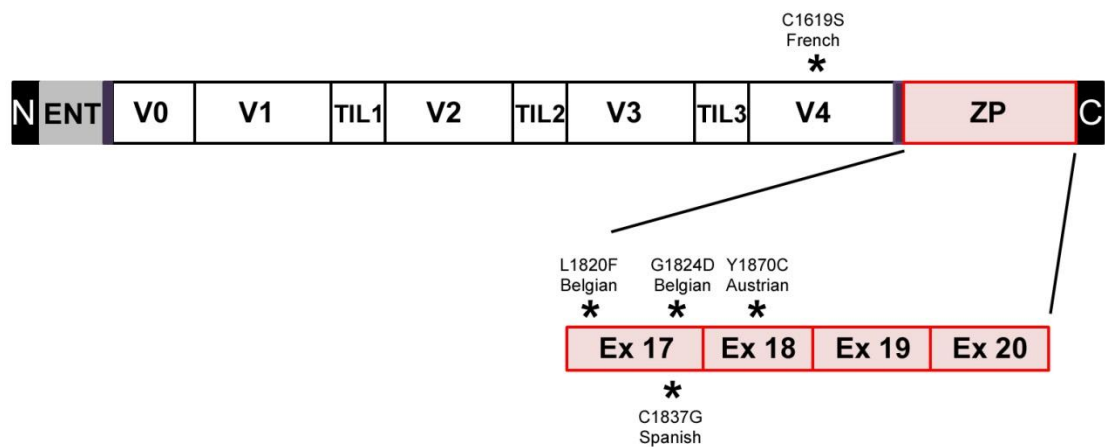 C1619S
French
*
N ENT V0 V1 TIL1 V2 TIL2 V3 TIL3 V4 ZP C
L1820F G1824D Y1870C
Belgian Belgian Austrian
* * *
Ex 17 Ex 18 Ex 19 Ex 20
*
C1837G
Spanish